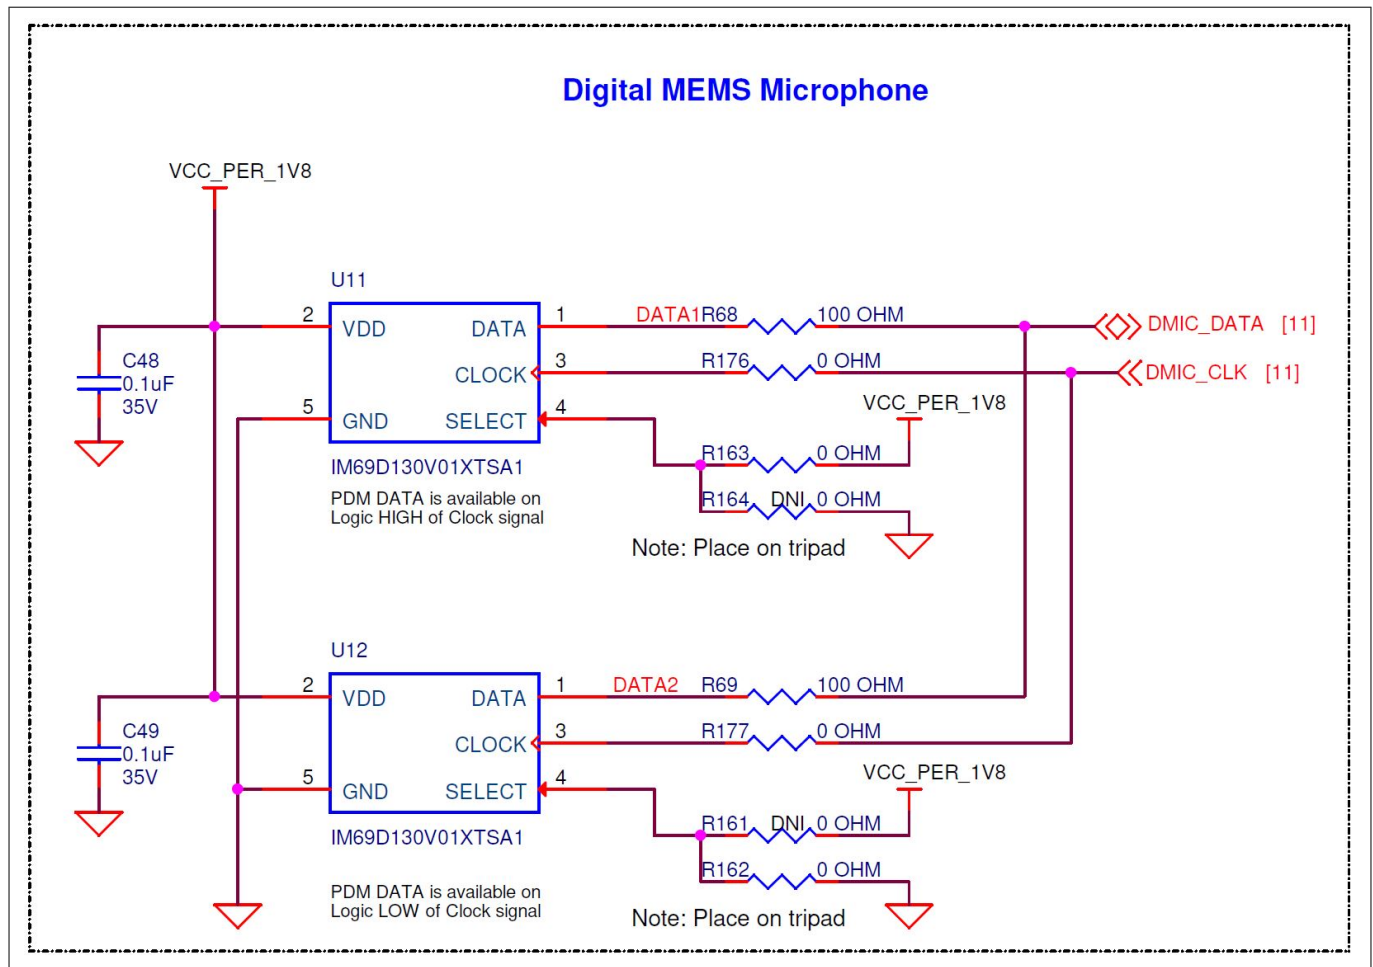 Digital MEMS Microphone
VCC_PER_1V8
U11
2
VDD
DATA
1
DATA1
R68
100 OHM
DMIC_DATA [11]
CLOCK
3
R176
0 OHM
DMIC_CLK [11]
C48
0.1uF
35V
5
GND
SELECT
4
VCC_PER_1V8
R163
0 OHM
IM69D130V01XTSA1
PDM DATA is available on
Logic HIGH of Clock signal
R164
DNI
0 OHM
Note: Place on tripad
U12
2
VDD
DATA
1
DATA2
R69
100 OHM
CLOCK
3
R177
0 OHM
C49
0.1uF
35V
5
GND
SELECT
4
VCC_PER_1V8
R161
DNI
0 OHM
IM69D130V01XTSA1
R162
0 OHM
PDM DATA is available on
Logic LOW of Clock signal
Note: Place on tripad